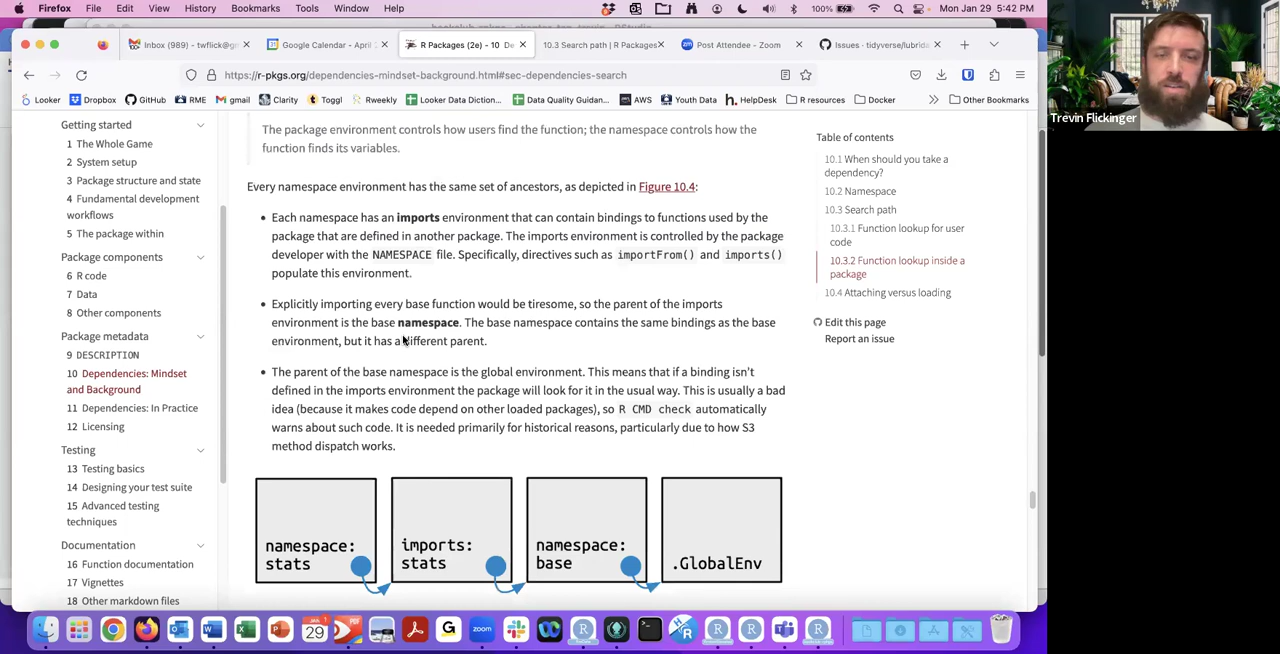 Firefox File Edit View History Bookmarks Tools Window Help
100% Mon Jan 29 5:42 PM
Inbox (989) - twflick@g
Google Calendar - April
R Packages (2e) - 10 De
10.3 Search path | R Packages
Post Attendee - Zoom
Issues · tidyverse/lubrid
https://r-pkgs.org/dependencies-mindset-background.html#sec-dependencies-search
Looker Dropbox GitHub RME gmail Clarity Toggl Rweekly Looker Data Diction... Data Quality Guidan... AWS Youth Data HelpDesk R resources Docker Other Bookmarks
Getting started
1 The Whole Game
2 System setup
3 Package structure and state
4 Fundamental development
workflows
5 The package within
Package components
6 R code
7 Data
8 Other components
Package metadata
9 DESCRIPTION
10 Dependencies: Mindset
and Background
11 Dependencies: In Practice
12 Licensing
Testing
13 Testing basics
14 Designing your test suite
15 Advanced testing
techniques
Documentation
16 Function documentation
17 Vignettes
18 Other markdown files
The package environment controls how users find the function; the namespace controls how the
function finds its variables.
Every namespace environment has the same set of ancestors, as depicted in Figure 10.4:
• Each namespace has an imports environment that can contain bindings to functions used by the
package that are defined in another package. The imports environment is controlled by the package
developer with the NAMESPACE file. Specifically, directives such as importFrom() and imports()
populate this environment.
• Explicitly importing every base function would be tiresome, so the parent of the imports
environment is the base namespace. The base namespace contains the same bindings as the base
environment, but it has a different parent.
• The parent of the base namespace is the global environment. This means that if a binding isn't
defined in the imports environment the package will look for it in the usual way. This is usually a bad
idea (because it makes code depend on other loaded packages), so R CMD check automatically
warns about such code. It is needed primarily for historical reasons, particularly due to how S3
method dispatch works.
namespace:
stats
imports:
stats
namespace:
base
.GlobalEnv
Table of contents
10.1 When should you take a
dependency?
10.2 Namespace
10.3 Search path
10.3.1 Function lookup for user
code
10.3.2 Function lookup inside a
package
10.4 Attaching versus loading
Edit this page
Report an issue
Trevin Flickinger
JAN
29
zoom